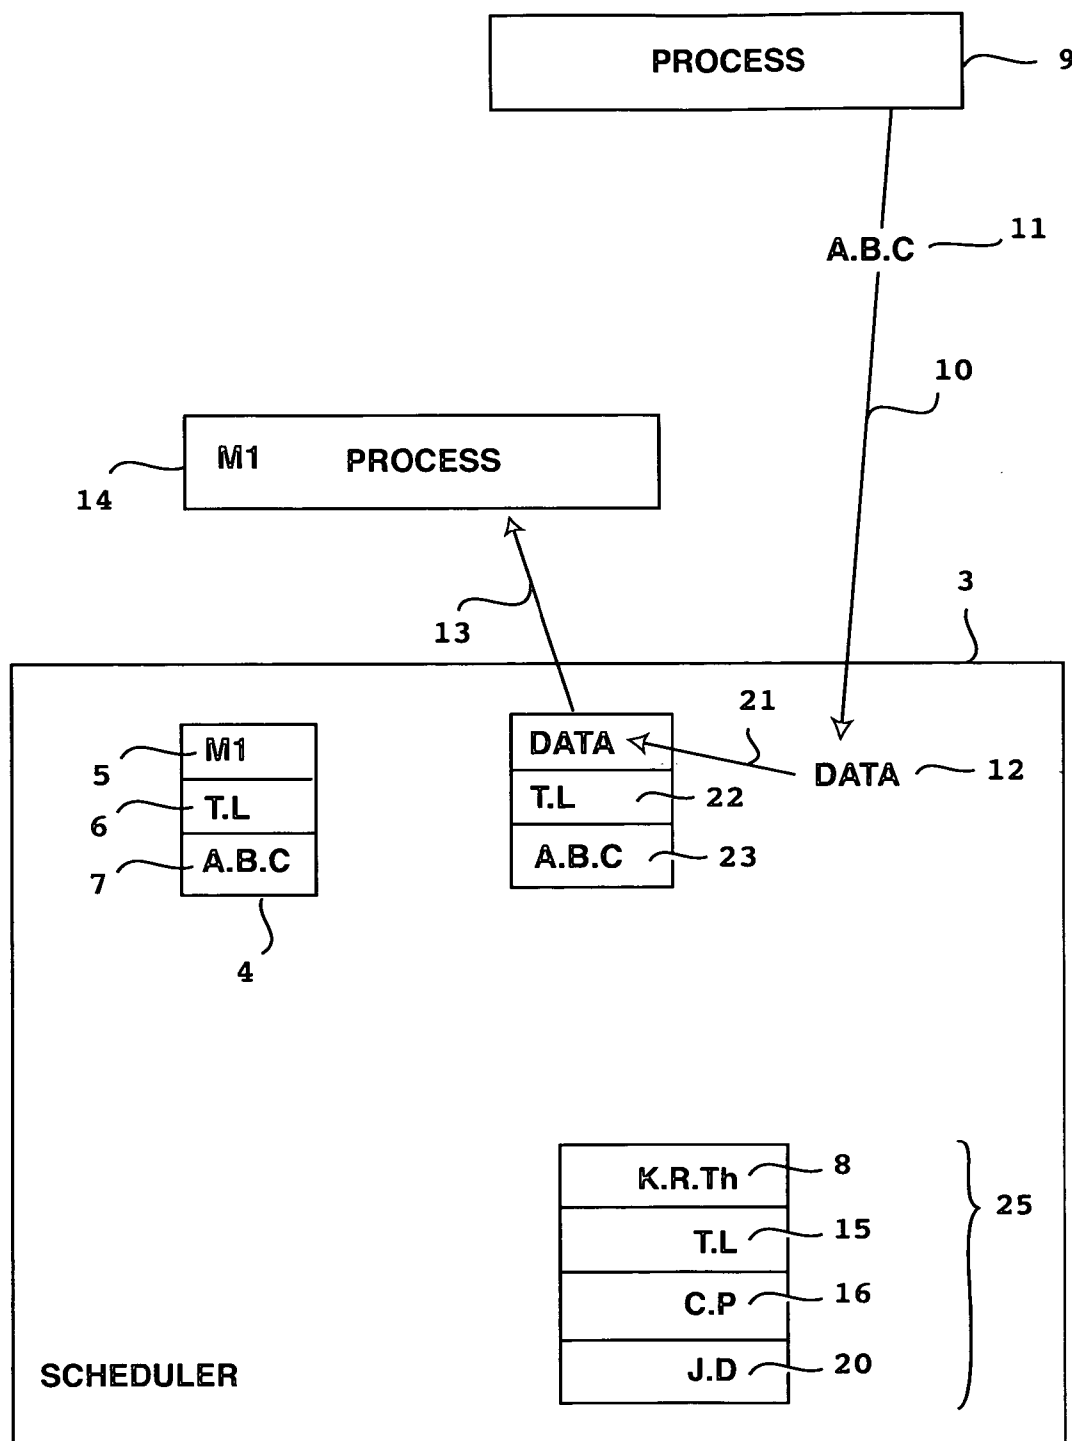 PROCESS
9
A.B.C
11
10
M1 PROCESS
14
13
3
M1
5
T.L
6
A.B.C
7
4
DATA
21
T.L
22
A.B.C
23
DATA
12
K.R.Th
8
T.L
15
C.P
16
J.D
20
25
SCHEDULER